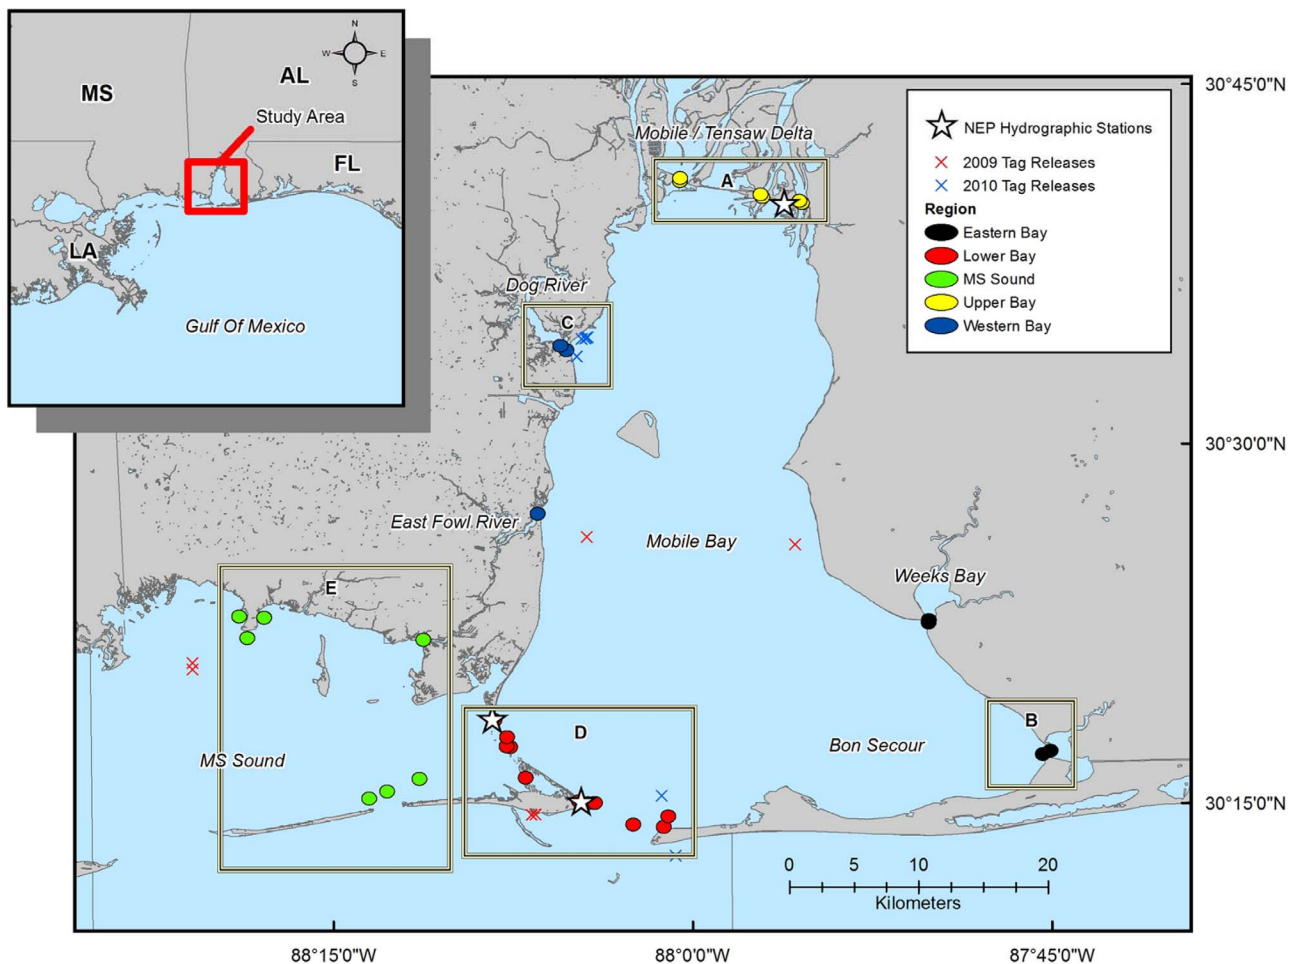 N
W E
S
MS
AL
Study Area
FL
LA
Gulf Of Mexico
30°45'0"N
NEP Hydrographic Stations
2009 Tag Releases
2010 Tag Releases
Region
Eastern Bay
Lower Bay
MS Sound
Upper Bay
Western Bay
Mobile / Tensaw Delta
A
Dog River
C
30°30'0"N
East Fowl River
Mobile Bay
Weeks Bay
E
B
D
Bon Secour
MS Sound
30°15'0"N
0 5 10 20
Kilometers
88°15'0"W 88°0'0"W 87°45'0"W